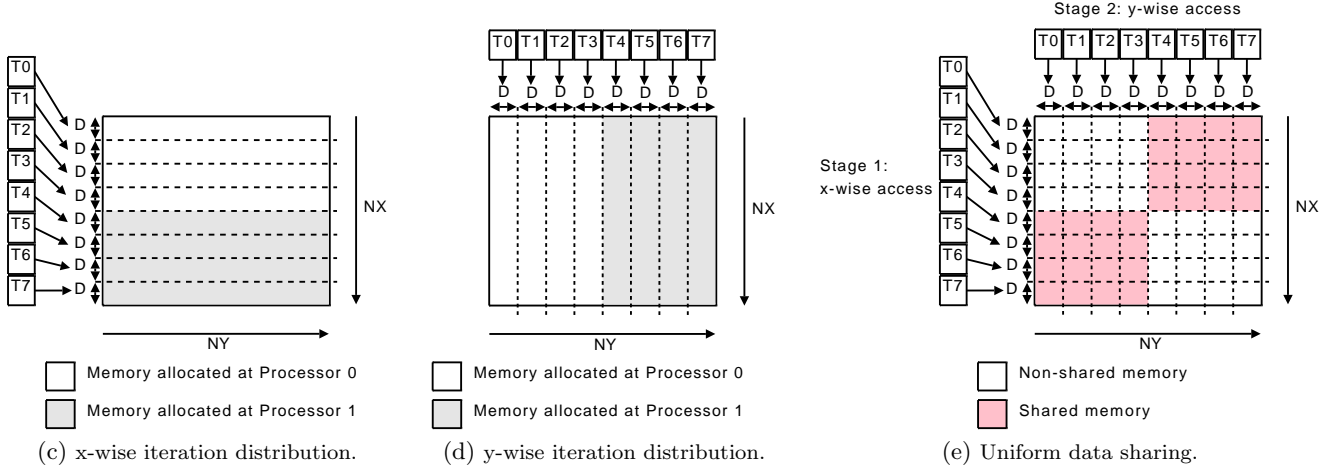 T0
T1
T2
T3
T4
T5
T6
T7
D
D
D
D
D
D
D
D
NX
NY
Memory allocated at Processor 0
Memory allocated at Processor 1
(c) x-wise iteration distribution.
T0 T1 T2 T3 T4 T5 T6 T7
D D D D D D D D
NX
NY
Memory allocated at Processor 0
Memory allocated at Processor 1
(d) y-wise iteration distribution.
Stage 2: y-wise access
T0 T1 T2 T3 T4 T5 T6 T7
D D D D D D D D
T0
T1
T2
T3
T4
T5
T6
T7
Stage 1:
x-wise access
D
D
D
D
D
D
D
D
NX
NY
Non-shared memory
Shared memory
(e) Uniform data sharing.